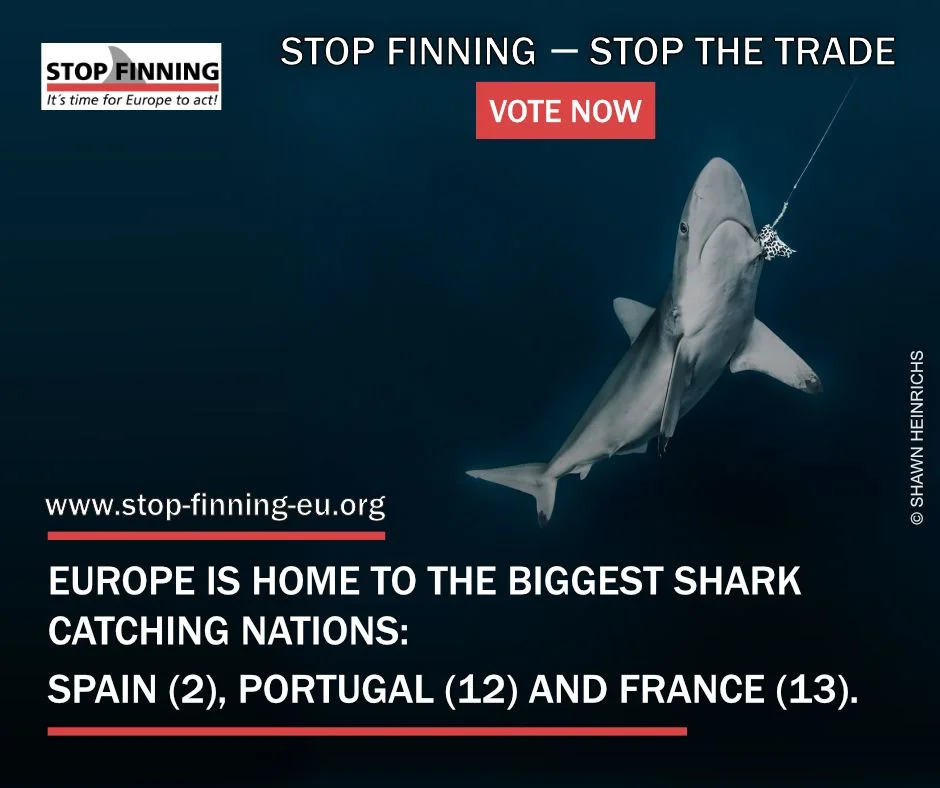 STOP FINNING
It´s time for Europe to act!
STOP FINNING – STOP THE TRADE
VOTE NOW
© SHAWN HEINRICHS
www.stop-finning-eu.org
EUROPE IS HOME TO THE BIGGEST SHARK
CATCHING NATIONS:
SPAIN (2), PORTUGAL (12) AND FRANCE (13).